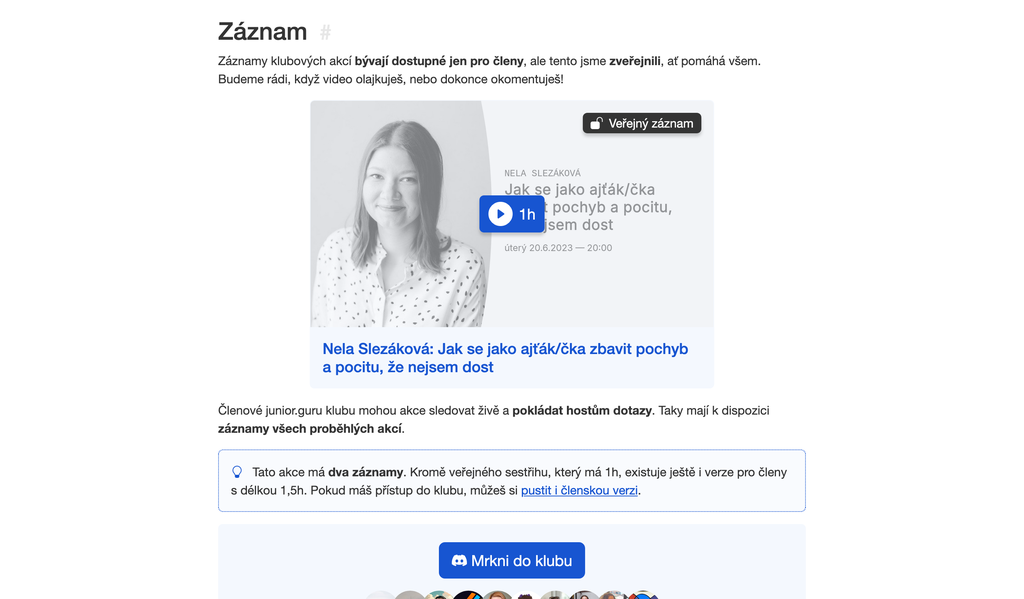 Záznam #
Záznamy klubových akcí bývají dostupné jen pro členy, ale tento jsme zveřejnili, ať pomáhá všem.
Budeme rádi, když video olajkuješ, nebo dokonce okomentuješ!
Veřejný záznam
NELA SLEZÁKOVÁ
Jak se jako ajťák/čka
pochyb a pocitu,
jsem dost
1h
úterý 20.6.2023 — 20:00
Nela Slezáková: Jak se jako ajťák/čka zbavit pochyb
a pocitu, že nejsem dost
Členové junior.guru klubu mohou akce sledovat živě a pokládat hostům dotazy. Taky mají k dispozici
záznamy všech proběhlých akcí.
Tato akce má dva záznamy. Kromě veřejného sestřihu, který má 1h, existuje ještě i verze pro členy
s délkou 1,5h. Pokud máš přístup do klubu, můžeš si pustit i členskou verzi.
Mrkni do klubu